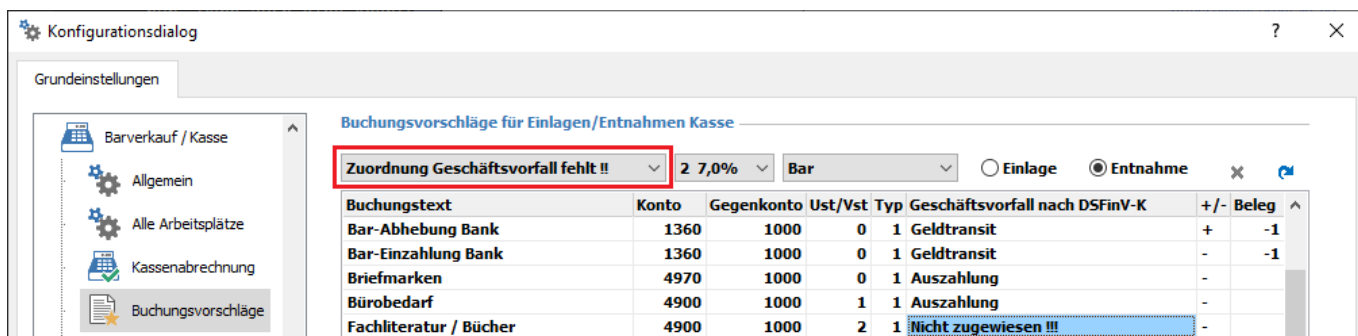 Konfigurationsdialog ?
Grundeinstellungen
Barverkauf / Kasse
Allgemein
Alle Arbeitsplätze
Kassenabrechnung
Buchungsvorschläge
Buchungsvorschläge für Einlagen/Entnahmen Kasse
Zuordnung Geschäftsvorfall fehlt !! 2 7,0% Bar Einlage Entnahme
Buchungstext Konto Gegenkonto Ust/Vst Typ Geschäftsvorfall nach DSFinV-K +/- Beleg
Bar-Abhebung Bank 1360 1000 0 1 Geldtransit + -1
Bar-Einzahlung Bank 1360 1000 0 1 Geldtransit - -1
Briefmarken 4970 1000 0 1 Auszahlung -
Bürobedarf 4900 1000 1 1 Auszahlung -
Fachliteratur / Bücher 4900 1000 2 1 Nicht zugewiesen !!! -